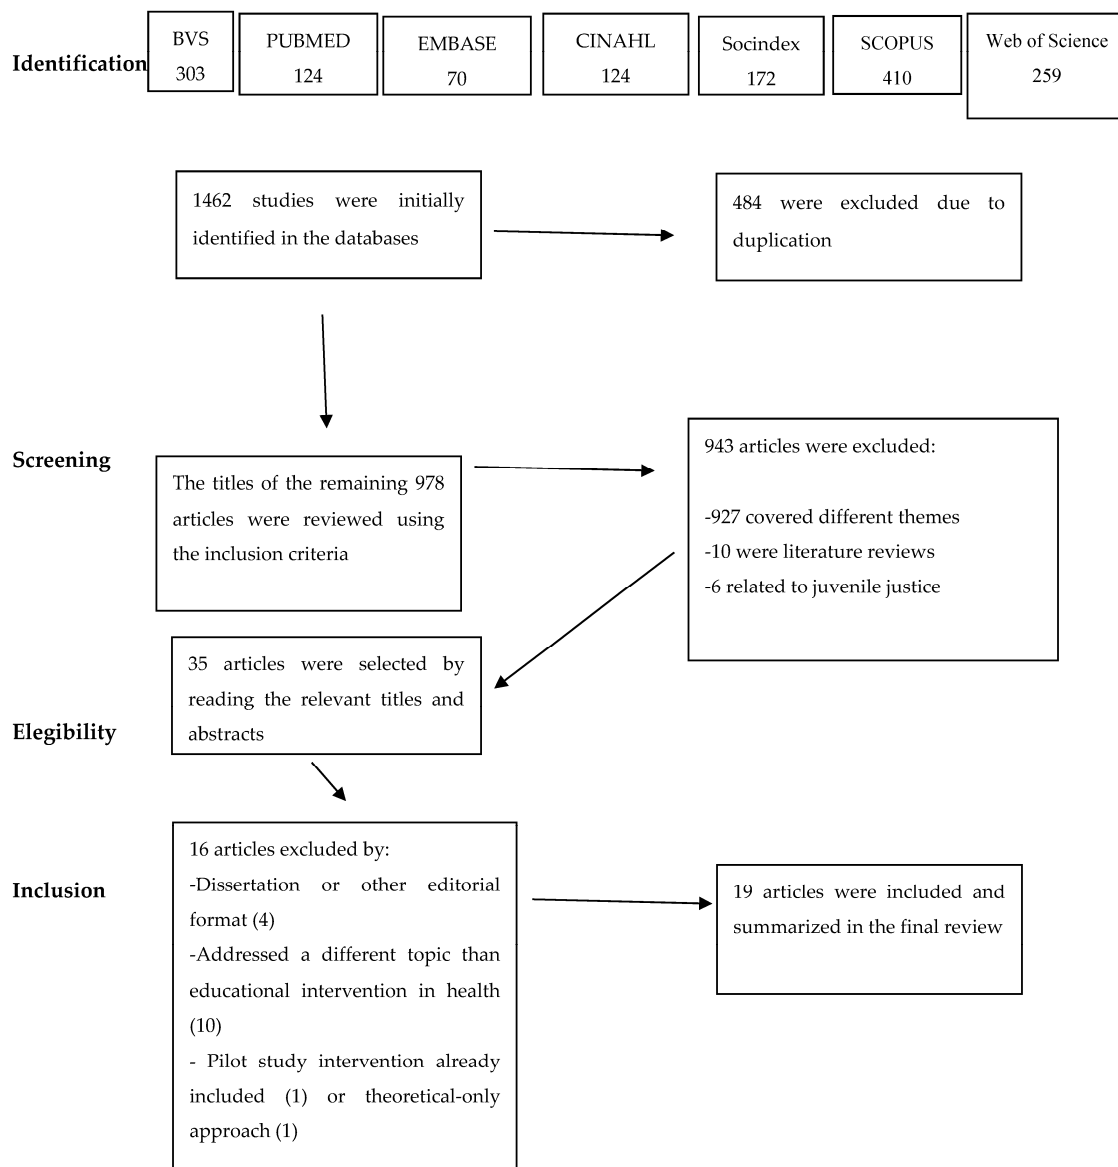 Identification
BVS
303
PUBMED
124
EMBASE
70
CINAHL
124
Socindex
172
SCOPUS
410
Web of Science
259
1462 studies were initially
identified in the databases
484 were excluded due to
duplication
Screening
The titles of the remaining 978
articles were reviewed using
the inclusion criteria
943 articles were excluded:
-927 covered different themes
-10 were literature reviews
-6 related to juvenile justice
Elegibility
35 articles were selected by
reading the relevant titles and
abstracts
Inclusion
16 articles excluded by:
-Dissertation or other editorial
format (4)
-Addressed a different topic than
educational intervention in health
(10)
- Pilot study intervention already
included (1) or theoretical-only
approach (1)
19 articles were included and
summarized in the final review